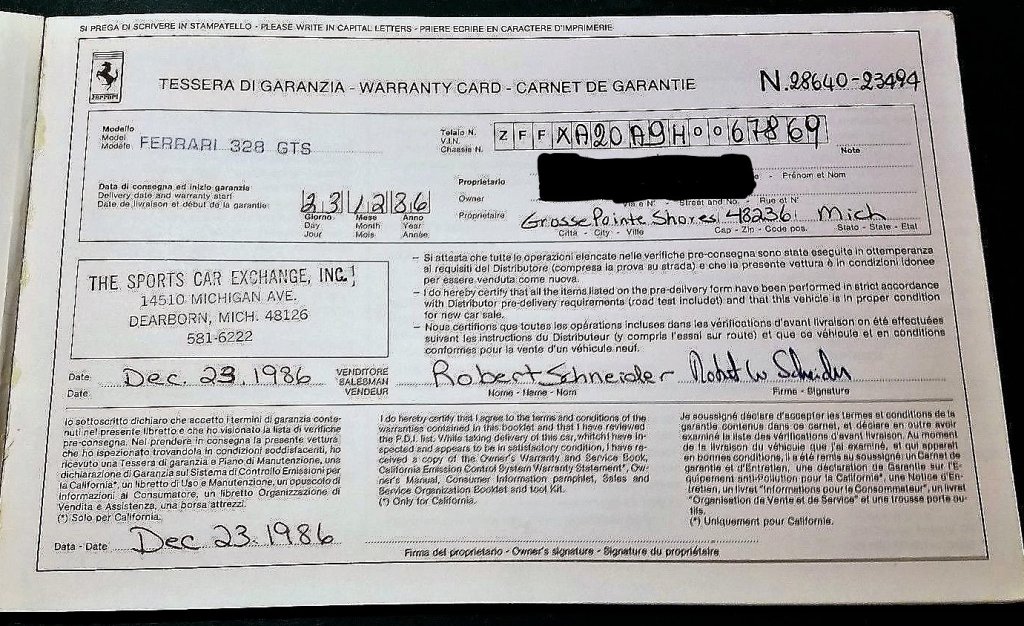 SI PREGA DI SCRIVERE IN STAMPATELLO - PLEASE WRITE IN CAPITAL LETTERS - PRIERE ECRIRE EN CARACTERE D'IMPRIMERIE
Ferrari
TESSERA DI GARANZIA - WARRANTY CARD - CARNET DE GARANTIE
N.28640-23494
Modello
Model
Modèle
FERRARI 328 GTS
Telaio N.
V.I.N.
Chassis N.
ZFFXA20A9H0067869
Note
Data di consegna ed inizio garanzia
Delivery date and warranty start
Date de livraison et début de la garantie
23 12 86
Giorno Mese Anno
Day Month Year
Jour Mois Année
Proprietario
Owner
Propriétaire
e - Prénom et Nom
Via e N° - Street and No. - Rue et N°
Grosse Pointe Shores 48236 Mich
Città - City - Ville
Cap - Zip - Code pos.
Stato - State - Etat
THE SPORTS CAR EXCHANGE, INC.
14510 MICHIGAN AVE.
DEARBORN, MICH. 48126
581-6222
- Si attesta che tutte le operazioni elencate nelle verifiche pre-consegna sono state eseguite in ottemperanza
ai requisiti del Distributore (compresa la prova su strada) e che la presente vettura è in condizioni idonee
per essere venduta come nuova.
- I do hereby certify that all the items listed on the pre-delivery form have been performed in strict accordance
with Distributor pre-delivery requirements (road test includet) and that this vehicle is in proper condition
for new car sale.
- Nous certifions que toutes les opérations incluses dans les vérifications d'avant livraison on été effectuées
suivant les instructions du Distributeur (y compris l'essai sur route) et que ce véhicule et en conditions
conformes pour la vente d'un véhicule neuf.
Date
Date
Dec. 23. 1986
VENDITORE
SALESMAN
VENDEUR
Robert Schneider
Robert W Schneider
Nome - Name - Nom
Firma - Signature
Io sottoscritto dichiaro che accetto i termini di garanzia conte-
nuti nel presente libretto e che ho visionato la lista di verifiche
pre-consegna. Nel prendere in consegna la presente vettura
che ho ispezionato trovandola in condizioni soddisfacenti, ho
ricevuto una Tessera di garanzia e Piano di Manutenzione, una
dichiarazione di Garanzia sul Sistema di Controllo Emissioni per
la California*, un libretto di Uso e Manutenzione, un opuscolo di
Informazioni al Consumatore, un libretto Organizzazione di
Vendita e Assistenza, una borsa attrezzi.
(*) Solo per California.
I do hereby certify that I agree to the terms and conditions of the
warranties contained in this booklet and that I have reviewed
the P.D.I. list. While taking delivery of this car, whitch I have in-
spected and appears to be in satisfactory condition, I have re-
ceived a copy of the Owner's Warranty and Service Book,
California Emission Control System Warranty Statement*, Ow-
ner's Manual, Consumer Information pamphlet, Sales and
Service Organization Booklet and tool Kit.
(*) Only for California.
Je soussigné déclare d'accepter les termes et conditions de la
garantie contenus dans ce carnet, et déclare en outre avoir
examiné la liste des vérifications d'avant livraison. Au moment
de la livraison du véhicule que j'ai examiné, et qui apparait
en bonnes conditions, il a été remis au soussigné: un Carnet de
garantie et d'Entretien, une déclaration de Garantie sur l'E-
quipement anti-Pollution pour la California*, une Notice d'En-
tretien, un livret "Informations pour le Consommateur", un livret
"Organisation de Vente et de Service" et une trousse porte ou-
tils.
(*) Uniquement pour California.
Data - Date
Dec 23. 1986
Firma del proprietario - Owner's signature - Signature du propriétaire